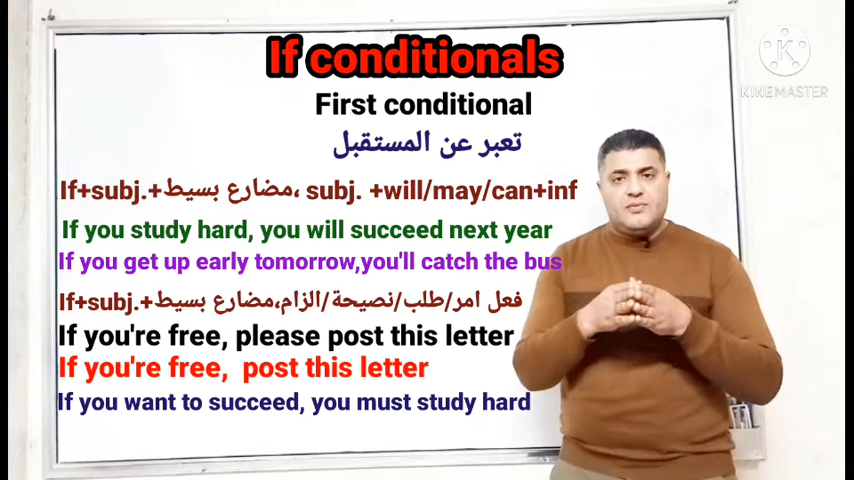 If conditionals
First conditional
تعبر عن المستقبل
If+subj.+مضارع بسيط، subj. +will/may/can+inf
If you study hard, you will succeed next year
If you get up early tomorrow,you'll catch the bus
If+subj.+فعل امر/طلب/نصيحة/الزام،مضارع بسيط
If you're free, please post this letter
If you're free, post this letter
If you want to succeed, you must study hard
K
KINEMASTER